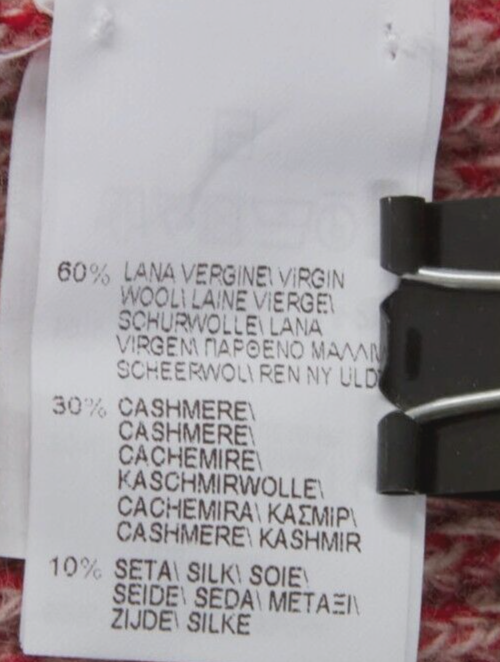 60% LANA VERGINE\ VIRGIN
WOOL\ LAINE VIERGE\
SCHURWOLLE\ LANA
VIRGEN\ ΠΑΡΘΕΝΟ
SCHEERWOL\ REN NY ULD
30% CASHMERE\
CASHMERE\
CACHEMIRE\
KASCHMIRWOLLE\
CACHEMIRA\ ΚΑΣΜΙΡ\
CASHMERE\ KASHMIR
10% SETA\ SILK\ SOIE\
SEIDE\ SEDA\ ΜΕΤΑΞΙ\
ZIJDE\ SILKE